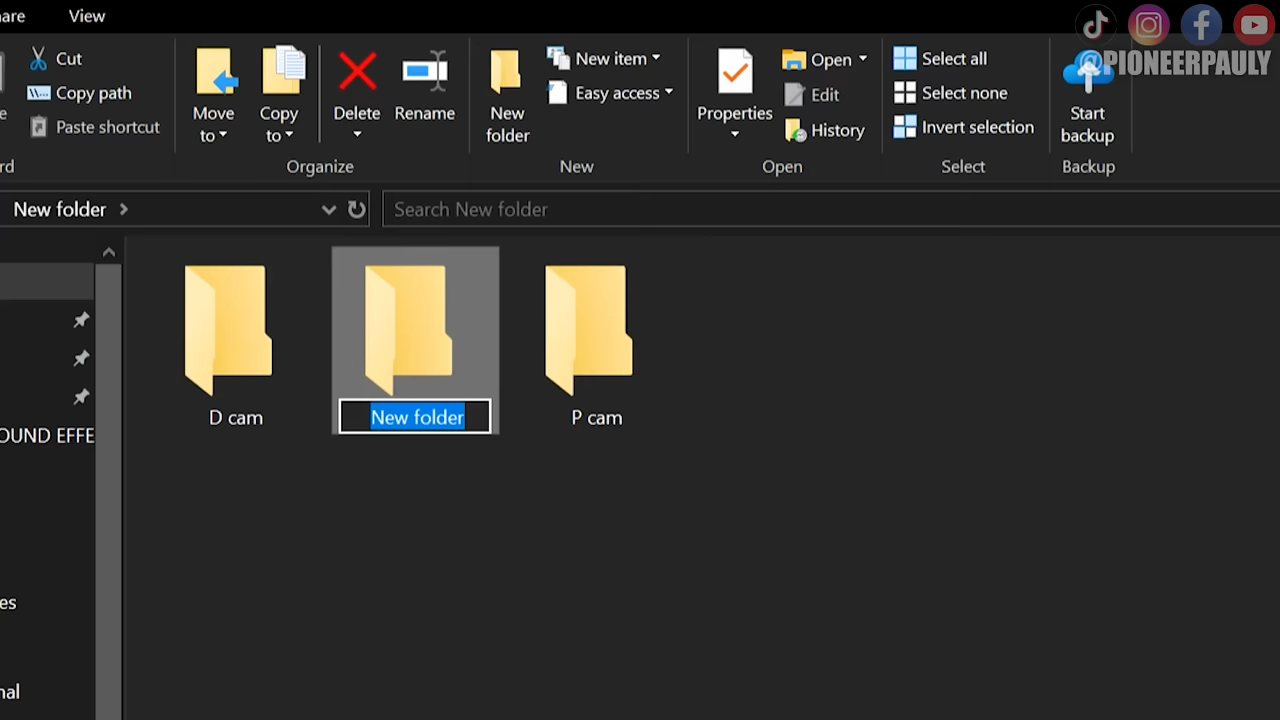 are View
Cut
Copy path
Paste shortcut
rd
Move to
Copy to
Delete
Rename
Organize
New folder
New item
Easy access
New
Properties
Open
Edit
History
Open
Select all
Select none
Invert selection
Select
Start backup
Backup
@PIONEERPAULY
New folder
Search New folder
D cam
New folder
P cam
OUND EFFE
es
nal